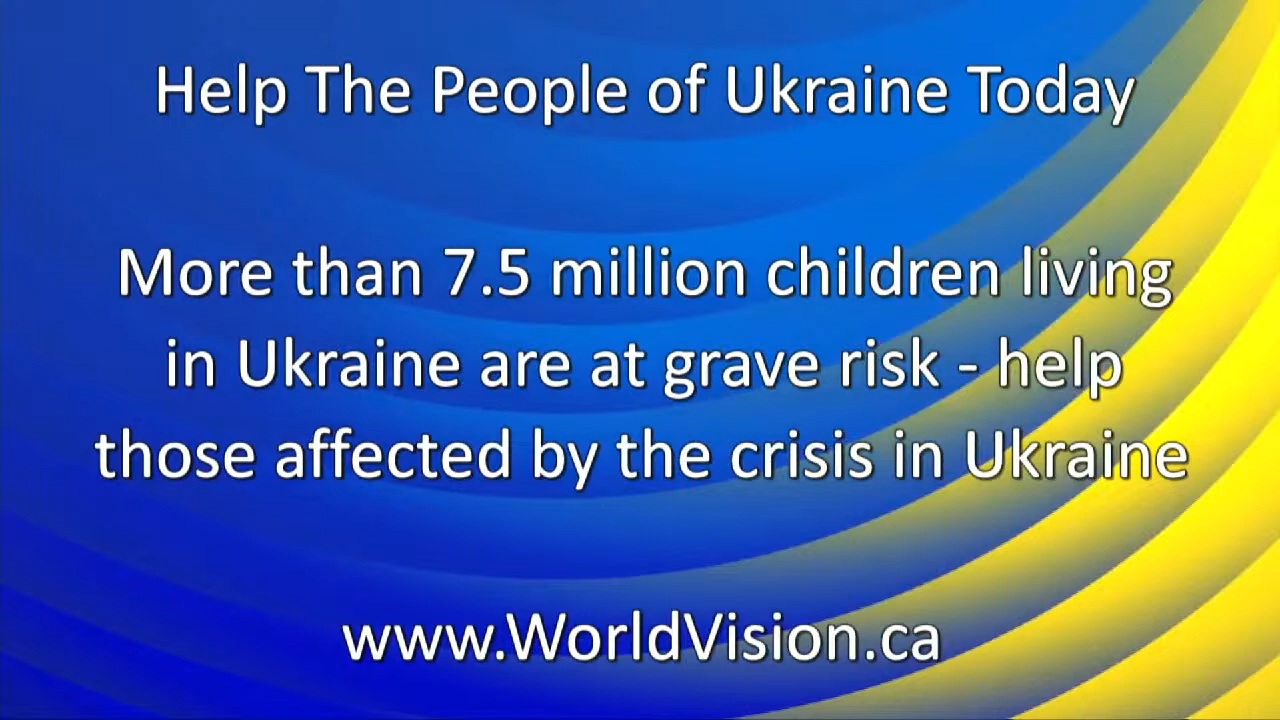 Help The People of Ukraine Today
More than 7.5 million children living
in Ukraine are at grave risk - help
those affected by the crisis in Ukraine
www.WorldVision.ca